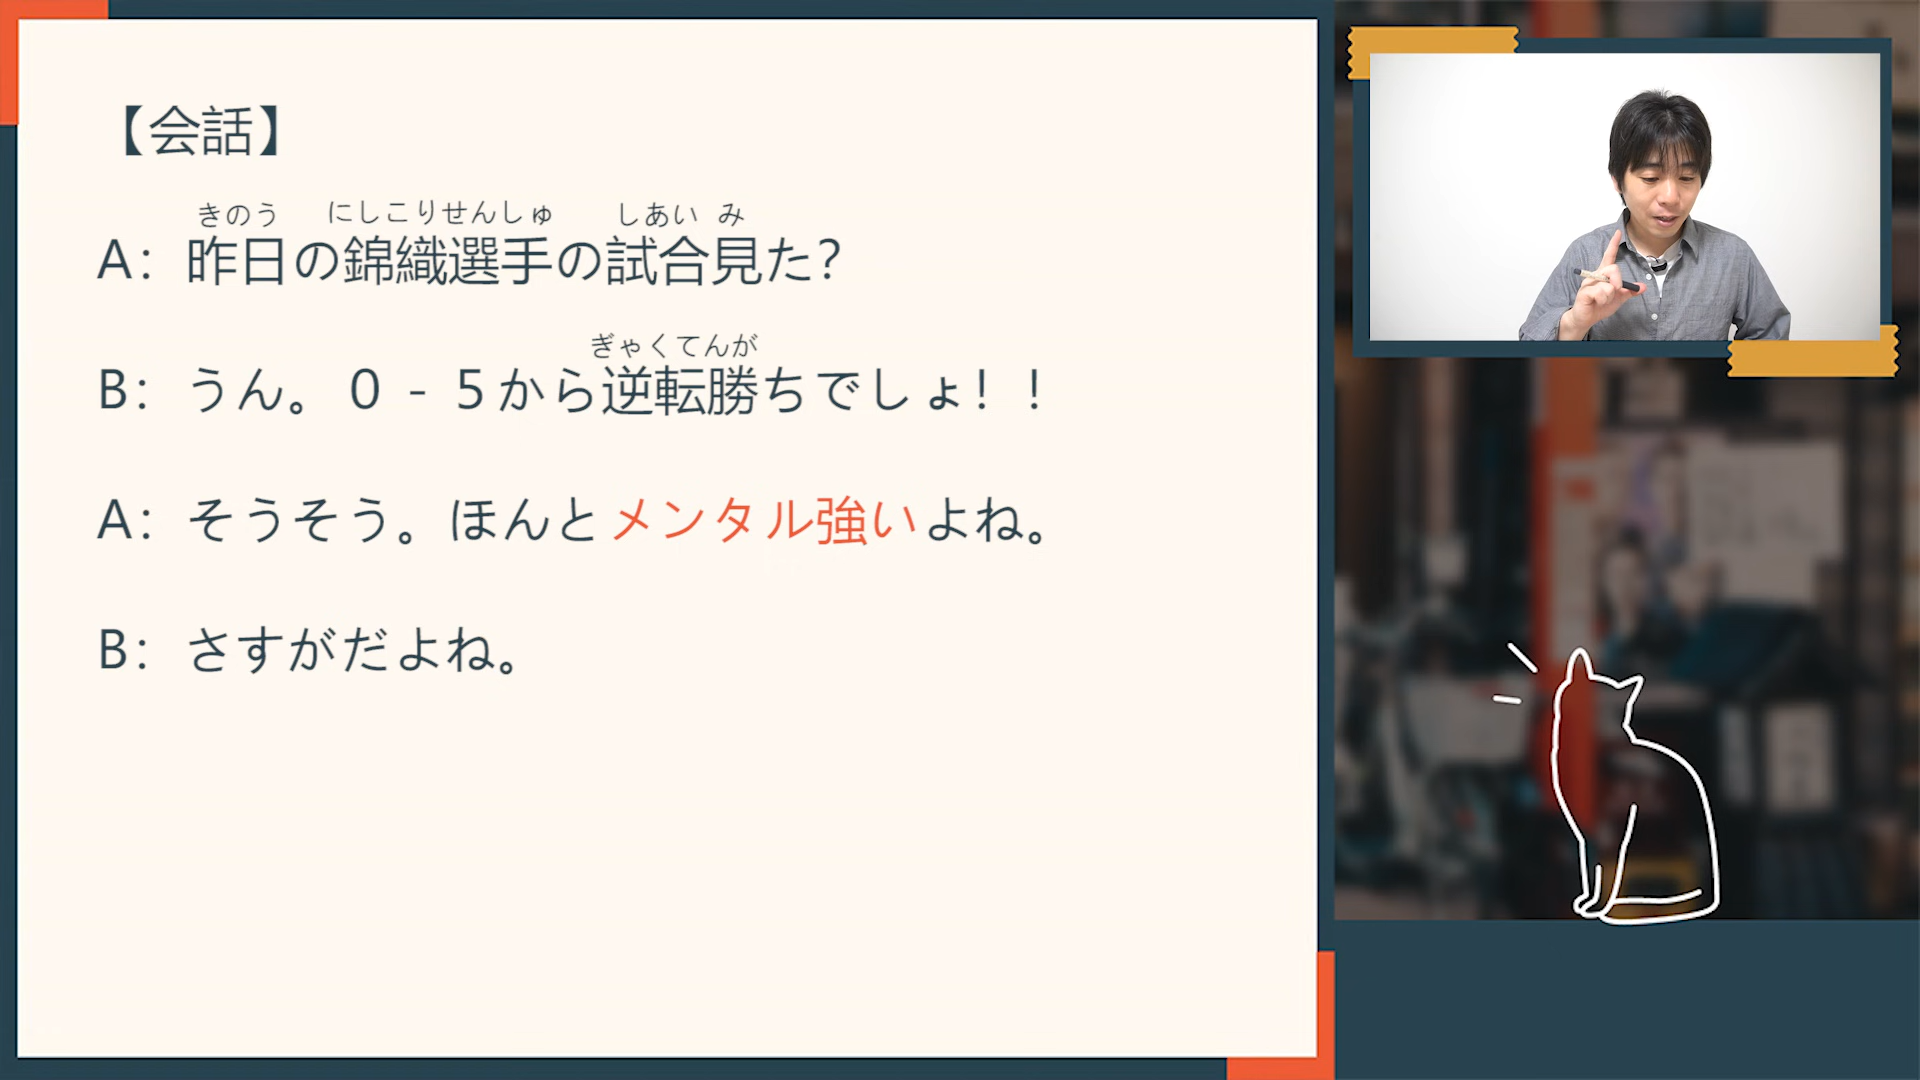 【会話】
きのう にしこりせんしゅ しあい み
A：昨日の錦織選手の試合見た？
ぎゃくてんが
B：うん。０‐５から逆転勝ちでしょ！！
A：そうそう。ほんとメンタル強いよね。
B：さすがだよね。